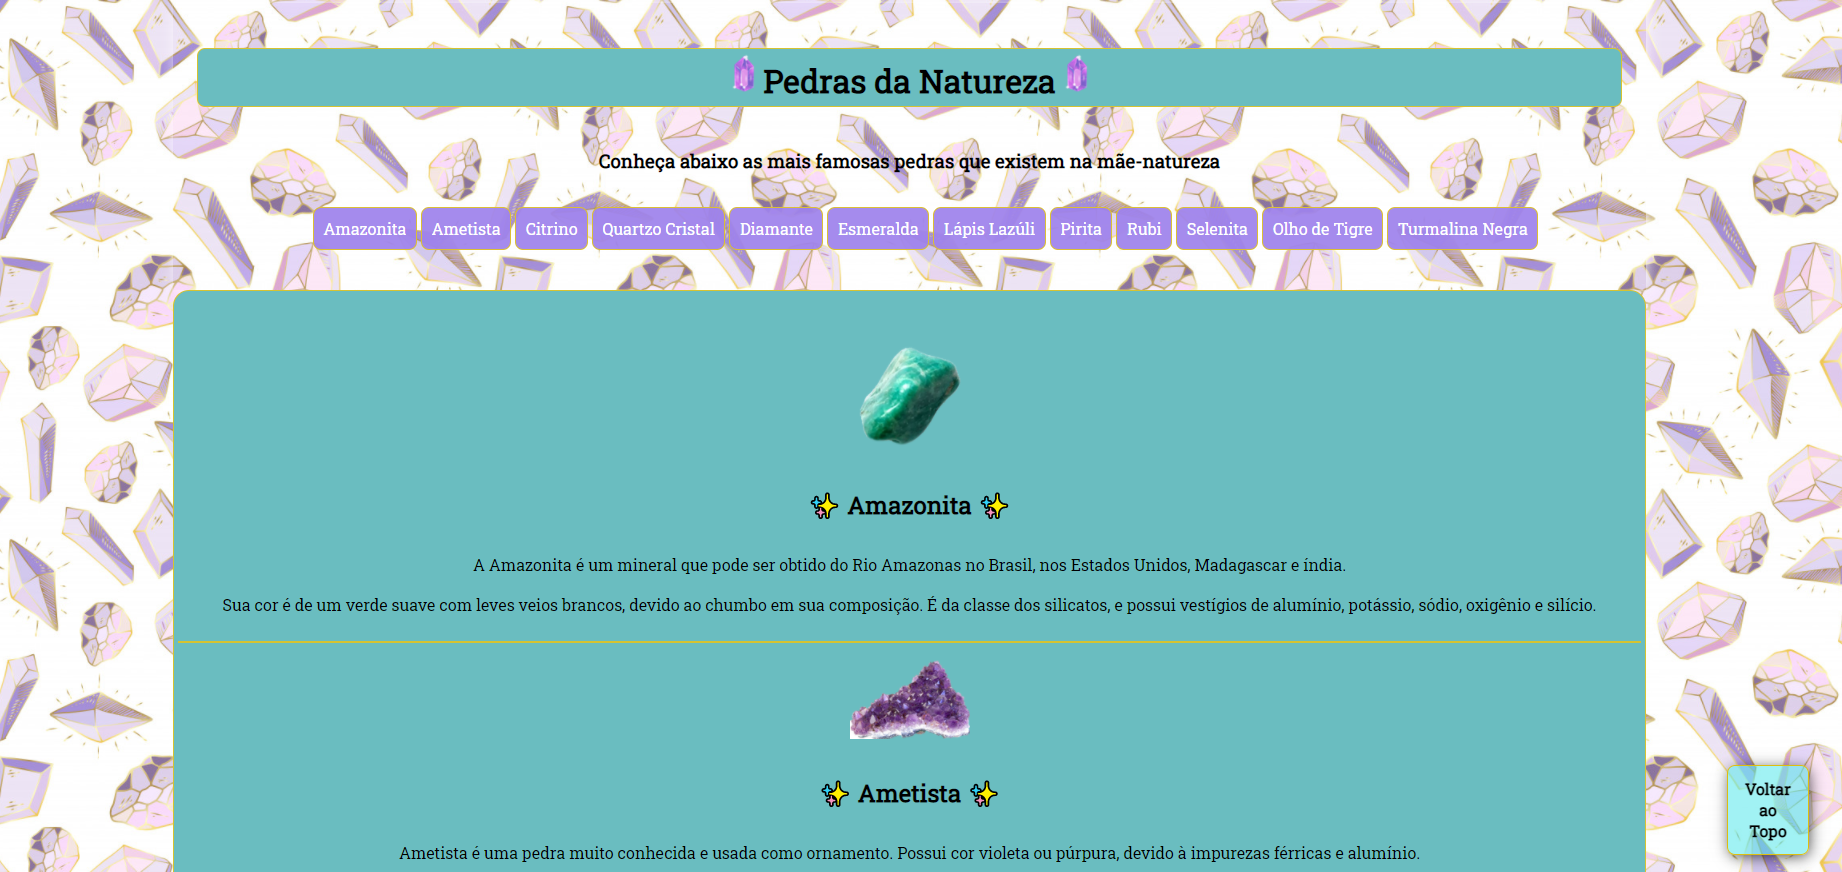 Pedras da Natureza
Conheça abaixo as mais famosas pedras que existem na mãe-natureza
Amazonita Ametista Citrino Quartzo Cristal Diamante Esmeralda Lápis Lazúli Pirita Rubi Selenita Olho de Tigre Turmalina Negra
✨ Amazonita ✨
A Amazonita é um mineral que pode ser obtido do Rio Amazonas no Brasil, nos Estados Unidos, Madagascar e índia.
Sua cor é de um verde suave com leves veios brancos, devido ao chumbo em sua composição. É da classe dos silicatos, e possui vestígios de alumínio, potássio, sódio, oxigênio e silício.
✨ Ametista ✨
Ametista é uma pedra muito conhecida e usada como ornamento. Possui cor violeta ou púrpura, devido à impurezas férricas e alumínio.
Voltar
ao
Topo